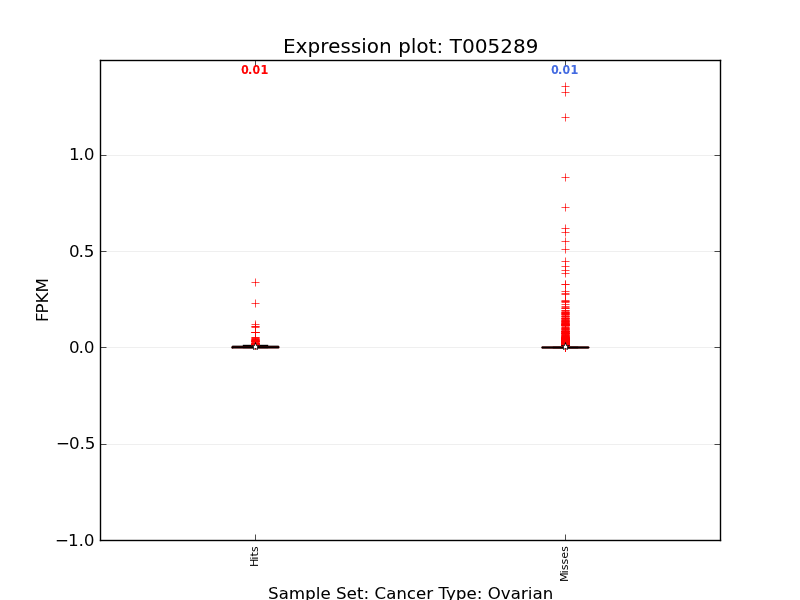 Expression plot: T005289
0.01
0.01
1.0
0.5
0.0
−0.5
−1.0
FPKM
Hits
Misses
Sample Set: Cancer Type: Ovarian